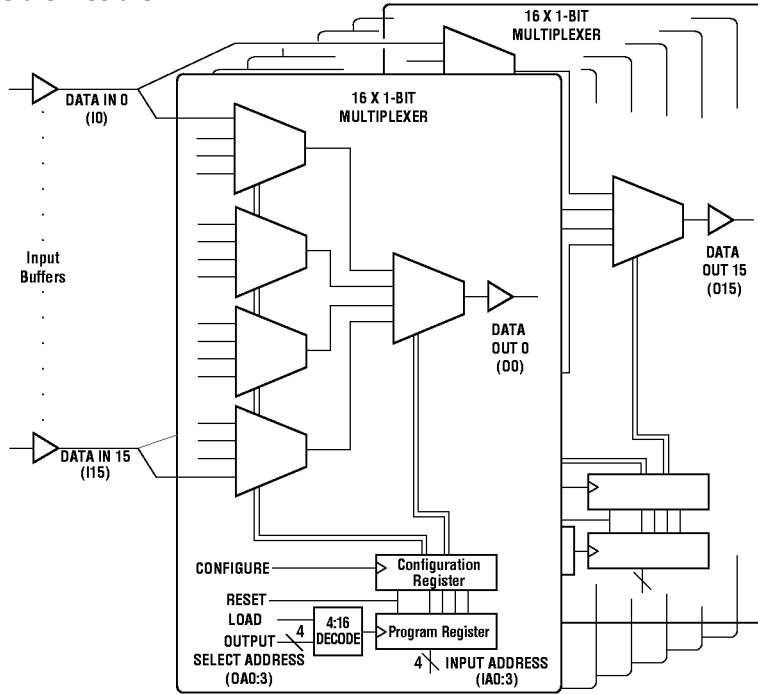 16 X 1-BIT
MULTIPLEXER
16 X 1-BIT
MULTIPLEXER
DATA IN 0
(I0)
Input
Buffers
DATA
OUT 15
(O15)
DATA
OUT 0
(O0)
DATA IN 15
(I15)
CONFIGURE
Configuration
Register
RESET
LOAD
OUTPUT
4
SELECT ADDRESS
(OA0:3)
4:16
DECODE
Program Register
4
INPUT ADDRESS
(IA0:3)